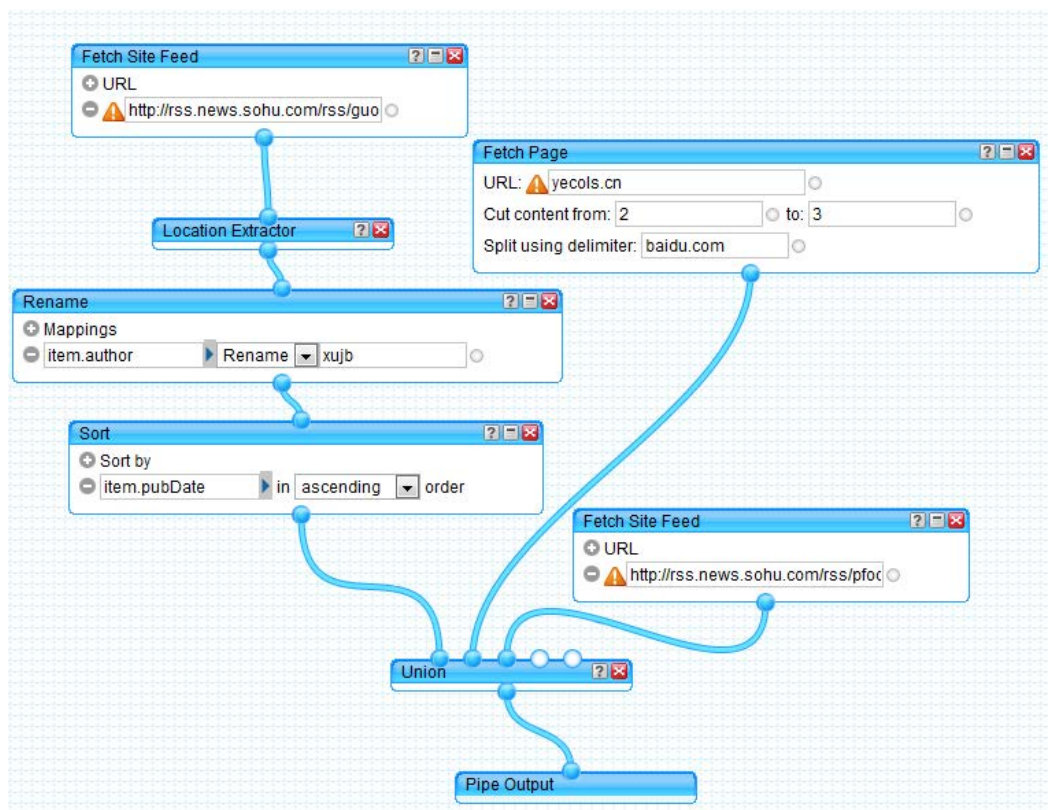 Fetch Site Feed
URL
http://rss.news.sohu.com/rss/guo
Fetch Page
URL: yecols.cn
Cut content from: 2 to: 3
Split using delimiter: baidu.com
Location Extractor
Rename
Mappings
item.author Rename xujb
Sort
Sort by
item.pubDate in ascending order
Fetch Site Feed
URL
http://rss.news.sohu.com/rss/pfoc
Union
Pipe Output